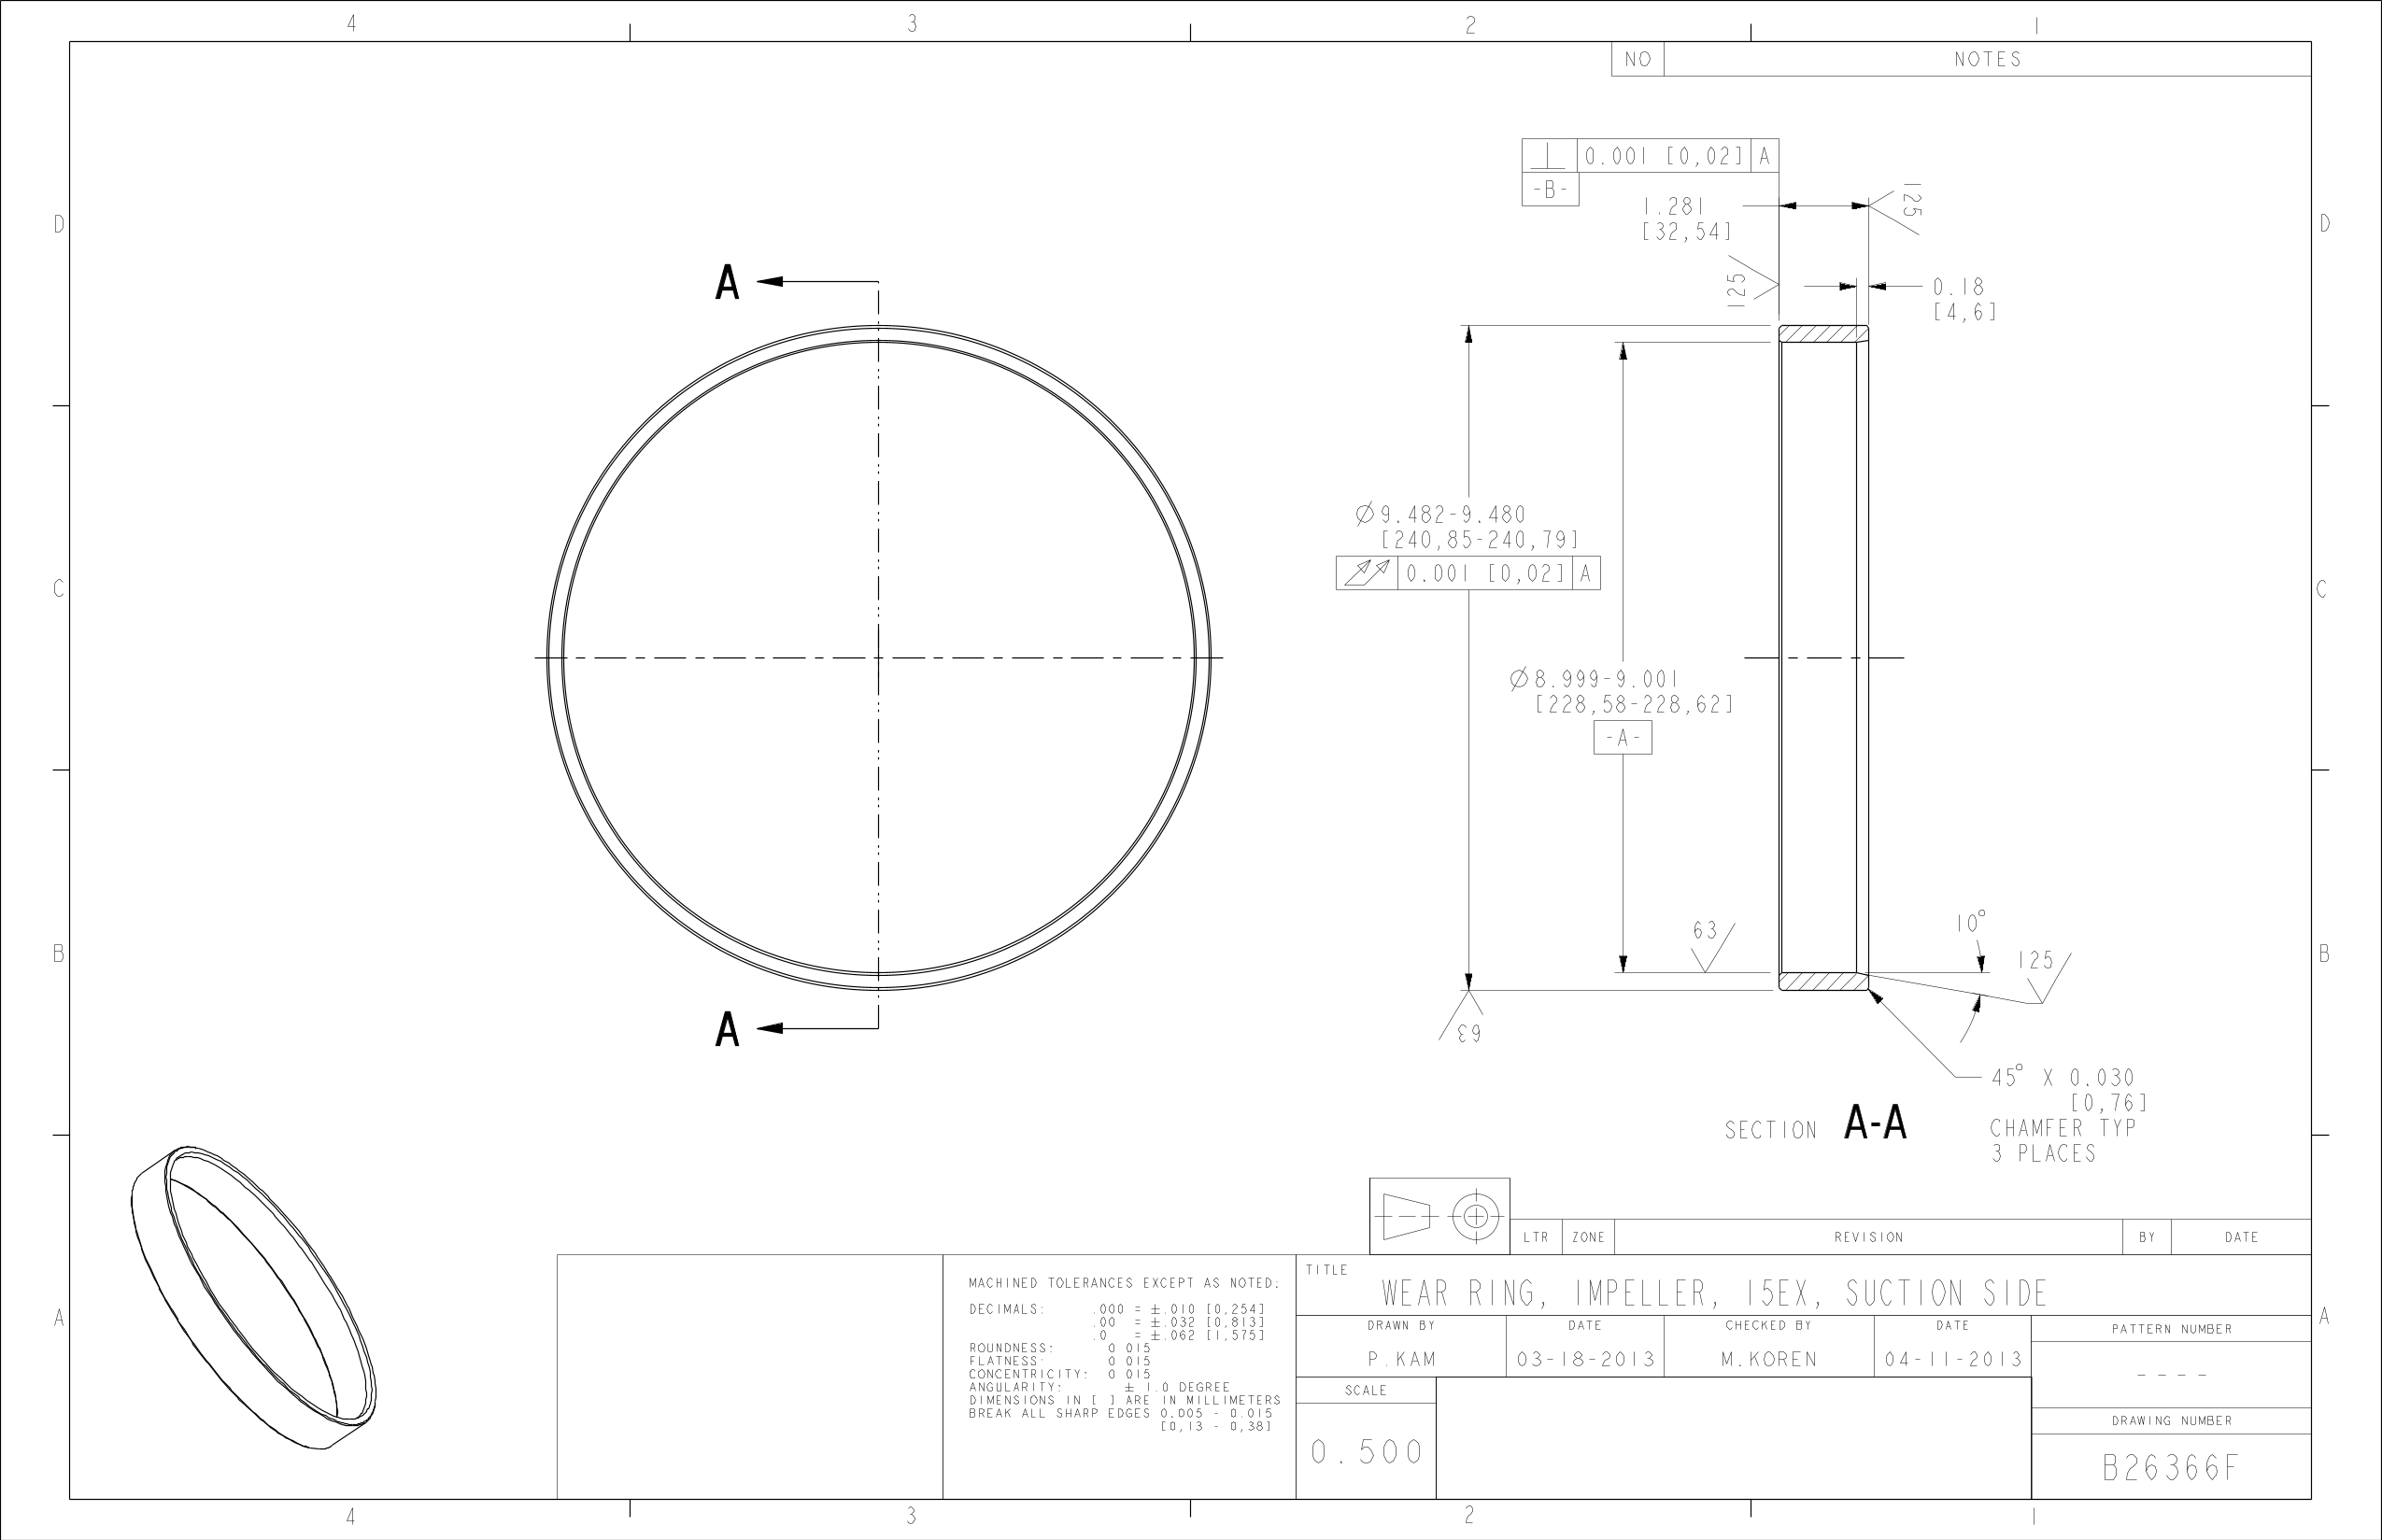 4
3
2
1
NO
NOTES
D
D
⊥ 0.001 [0,02] A
-B-
1.281
[32,54]
125
125
0.18
[4,6]
A
Ø9.482-9.480
[240,85-240,79]
0.001 [0,02] A
C
C
Ø8.999-9.001
[228,58-228,62]
-A-
63
10°
125
B
B
A
63
45° X 0.030
[0,76]
CHAMFER TYP
3 PLACES
SECTION A-A
LTR
ZONE
REVISION
BY
DATE
MACHINED TOLERANCES EXCEPT AS NOTED:
DECIMALS: .000 = ±.010 [0,254]
.00 = ±.032 [0,813]
.0 = ±.062 [1,575]
ROUNDNESS: 0.015
FLATNESS: 0.015
CONCENTRICITY: 0.015
ANGULARITY: ± 1.0 DEGREE
DIMENSIONS IN [ ] ARE IN MILLIMETERS
BREAK ALL SHARP EDGES 0.005 - 0.015
[0,13 - 0,38]
TITLE
WEAR RING, IMPELLER, 15EX, SUCTION SIDE
DRAWN BY
DATE
CHECKED BY
DATE
PATTERN NUMBER
P.KAM
03-18-2013
M.KOREN
04-11-2013
----
SCALE
0.500
DRAWING NUMBER
B26366F
A
A
4
3
2
1